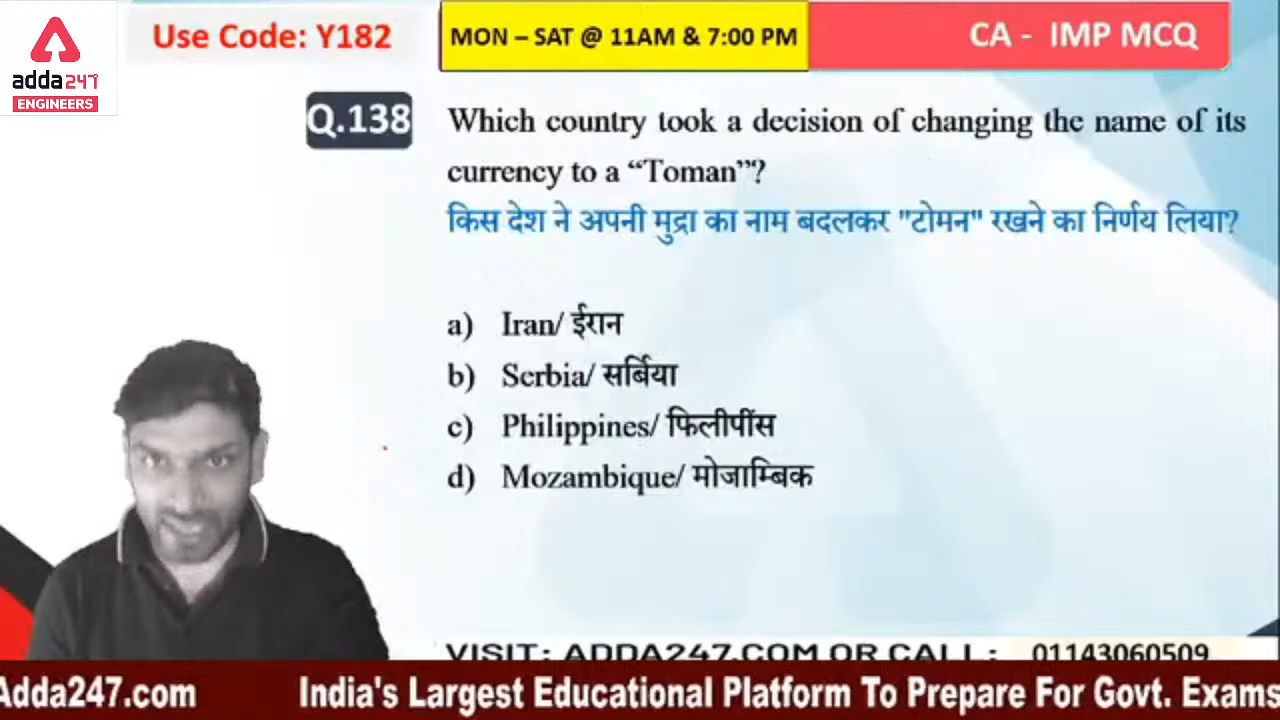 Use Code: Y182
MON – SAT @ 11AM & 7:00 PM
CA - IMP MCQ
adda247
ENGINEERS
Q.138
Which country took a decision of changing the name of its
currency to a “Toman”?
किस देश ने अपनी मुद्रा का नाम बदलकर "टोमन" रखने का निर्णय लिया?
a) Iran/ ईरान
b) Serbia/ सर्बिया
c) Philippines/ फिलीपींस
d) Mozambique/ मोजाम्बिक
VISIT: ADDA247.COM OR CALL: 01143060509
Adda247.com
India's Largest Educational Platform To Prepare For Govt. Exams